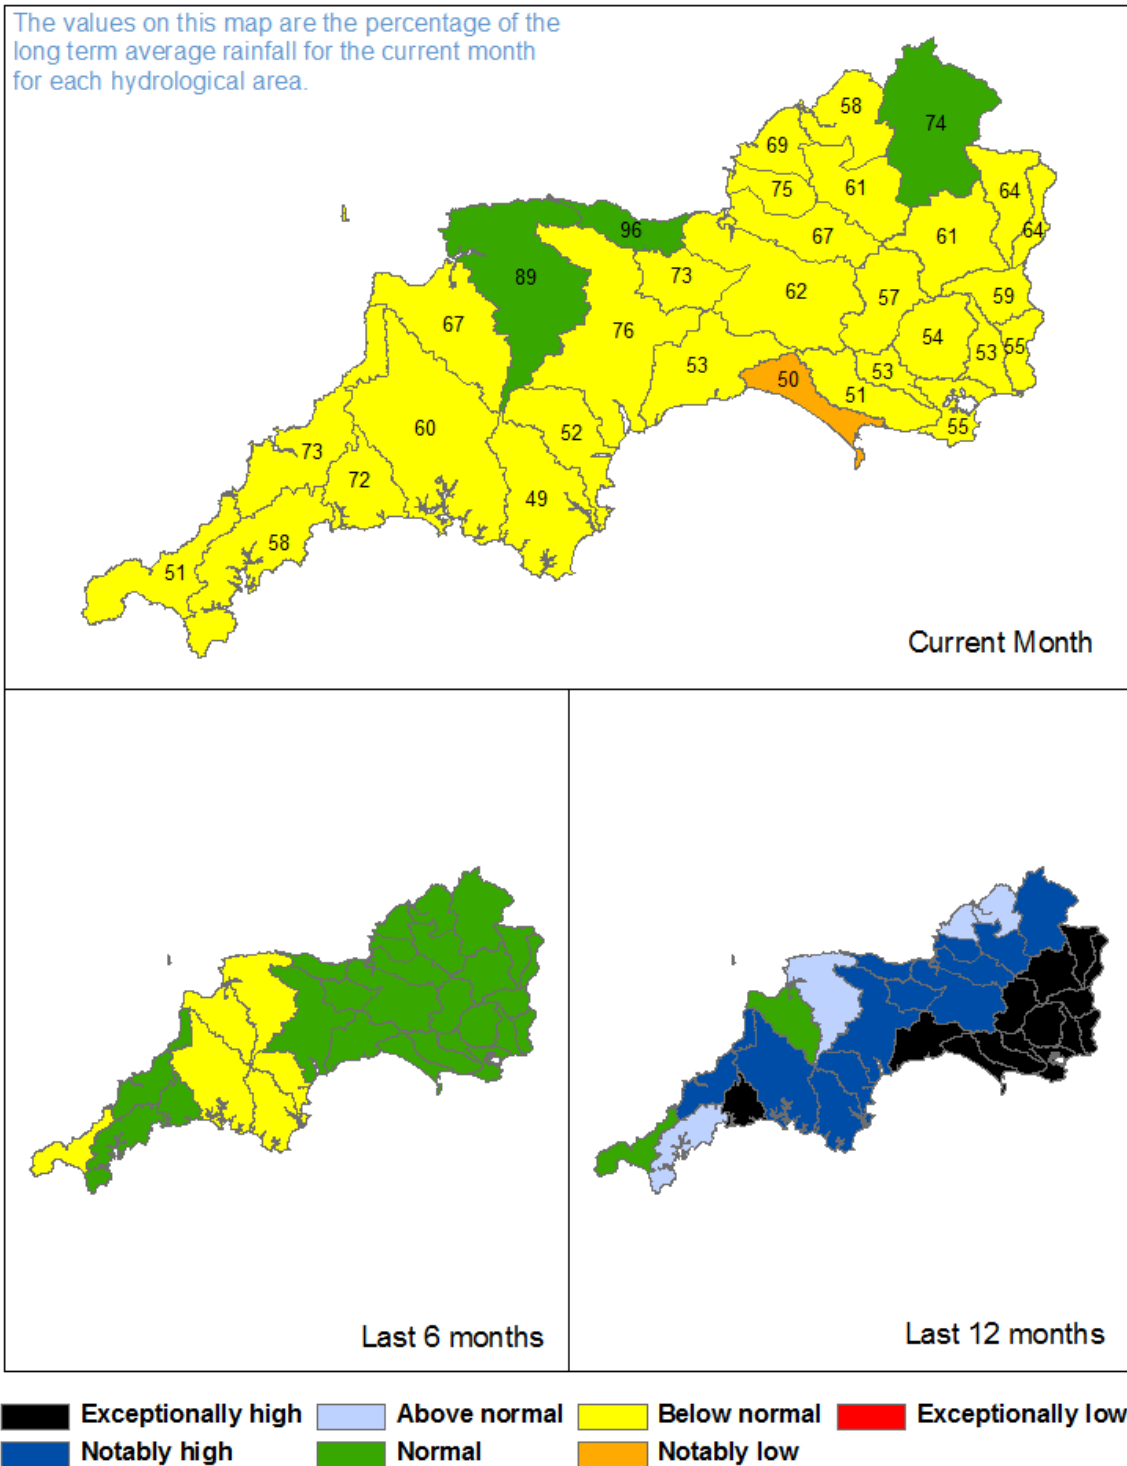 The values on this map are the percentage of the
long term average rainfall for the current month
for each hydrological area.
58
74
69
75
61
64
96
67
61
64
89
73
62
57
59
67
76
54
53
55
53
50
53
51
60
52
55
73
72
49
58
51
Current Month
Last 6 months
Last 12 months
Exceptionally high
Above normal
Below normal
Exceptionally low
Notably high
Normal
Notably low